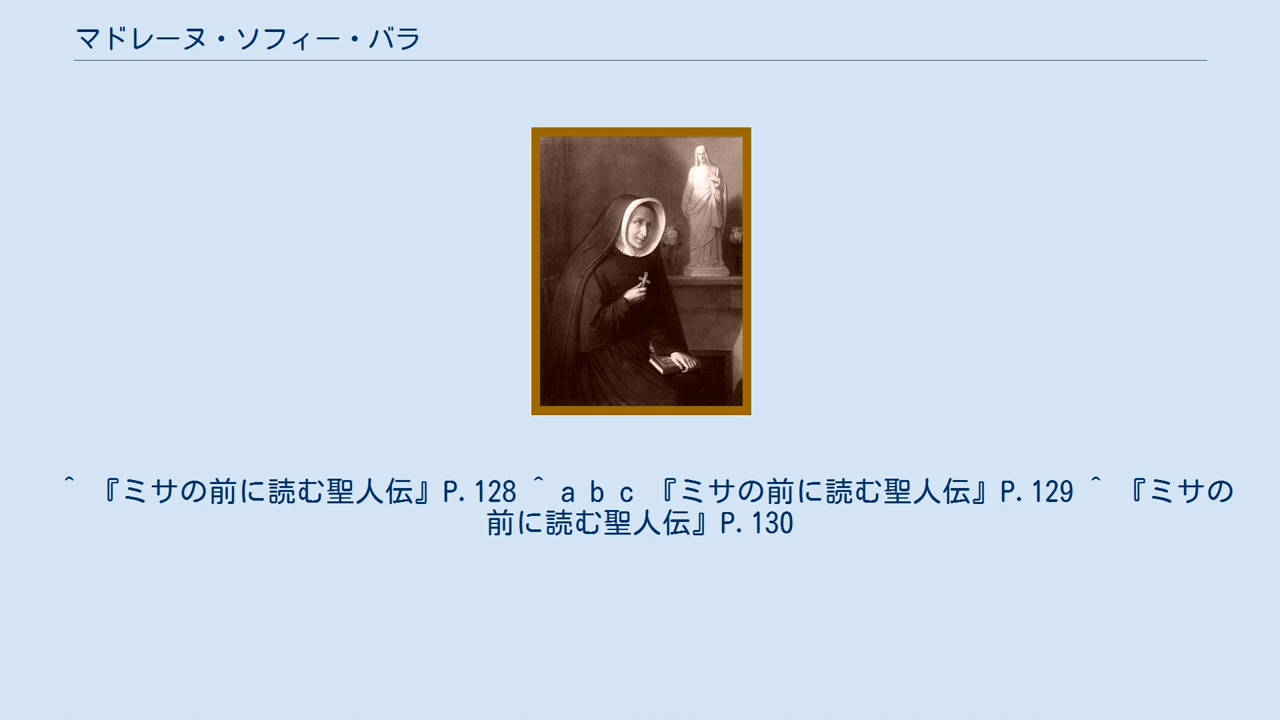 マドレーヌ・ソフィー・バラ
^ 『ミサの前に読む聖人伝』P.128 ^ a b c 『ミサの前に読む聖人伝』P.129 ^ 『ミサの
前に読む聖人伝』P.130